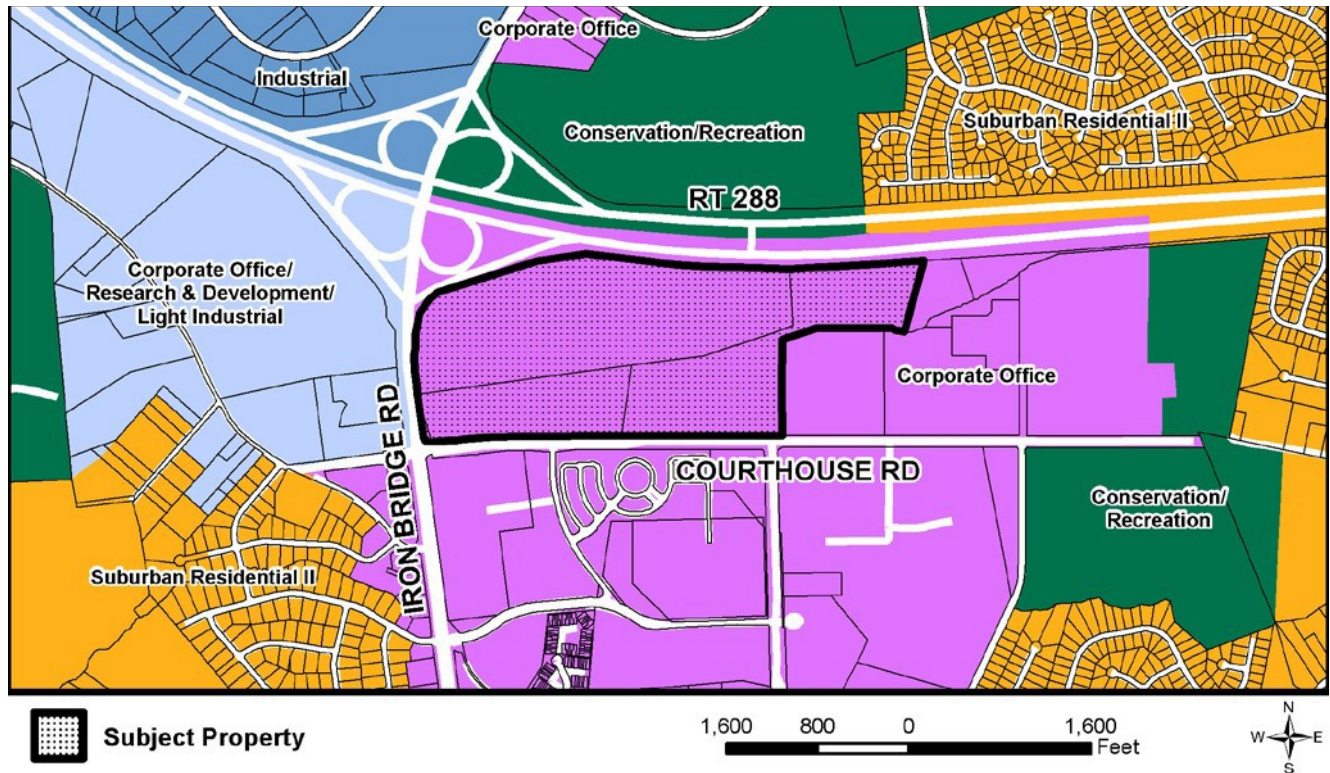 Corporate Office
Industrial
Conservation/Recreation
Suburban Residential II
RT 288
Corporate Office/
Research & Development/
Light Industrial
Corporate Office
IRON BRIDGE RD
COURTHOUSE RD
Conservation/
Recreation
Suburban Residential II
Subject Property
1,600 800 0 1,600
Feet
N
W E
S